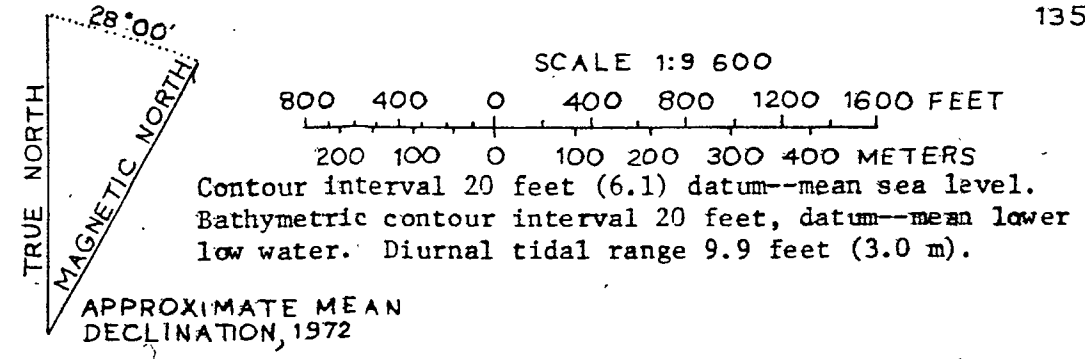 135
28°00'
TRUE NORTH
MAGNETIC NORTH
APPROXIMATE MEAN
DECLINATION, 1972
SCALE 1:9 600
800 400 0 400 800 1200 1600 FEET
200 100 0 100 200 300 400 METERS
Contour interval 20 feet (6.1) datum--mean sea level.
Bathymetric contour interval 20 feet, datum--mean lower
low water. Diurnal tidal range 9.9 feet (3.0 m).